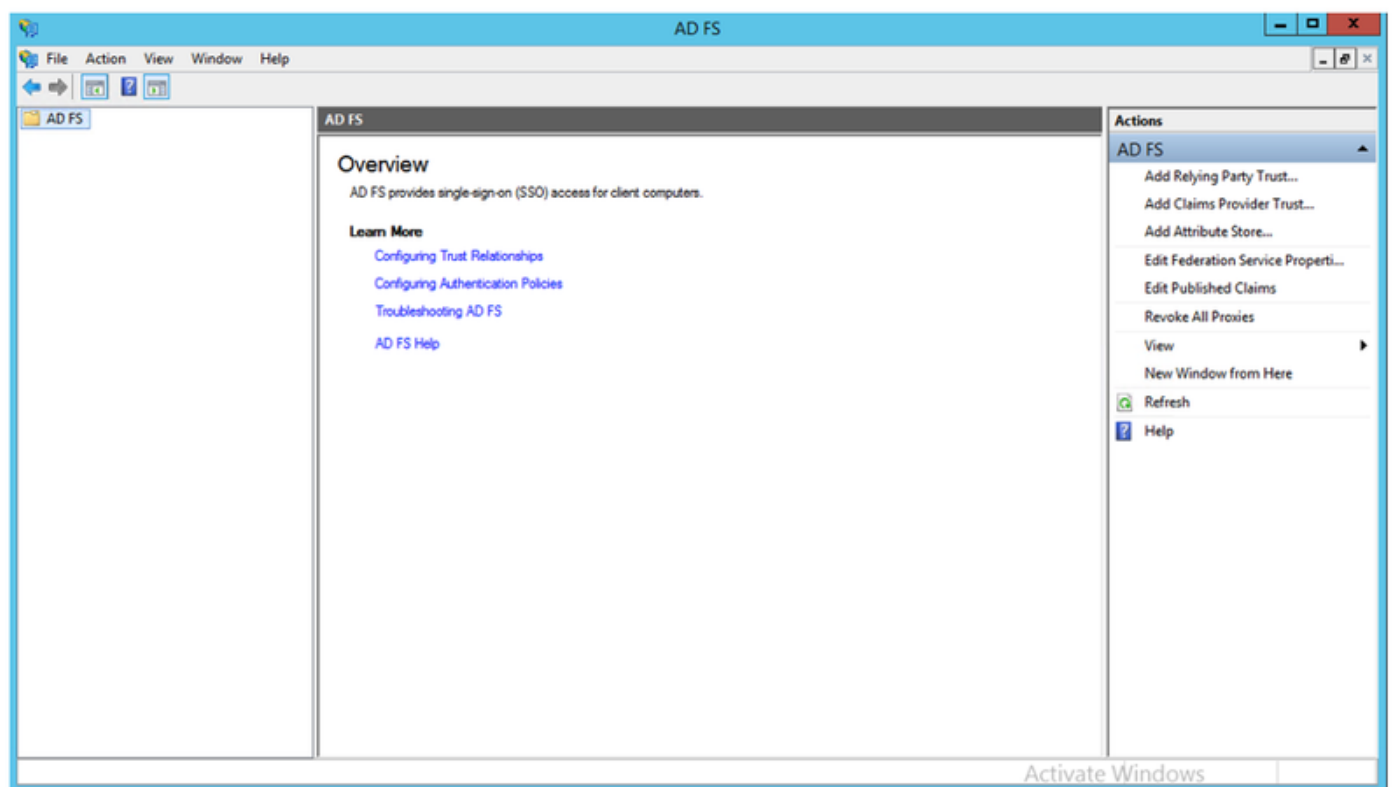 AD FS
File Action View Window Help
AD FS
AD FS
Overview
AD FS provides single-sign-on (SSO) access for client computers.
Learn More
Configuring Trust Relationships
Configuring Authentication Policies
Troubleshooting AD FS
AD FS Help
Actions
AD FS
Add Relying Party Trust...
Add Claims Provider Trust...
Add Attribute Store...
Edit Federation Service Properti...
Edit Published Claims
Revoke All Proxies
View
New Window from Here
Refresh
Help
Activate Windows